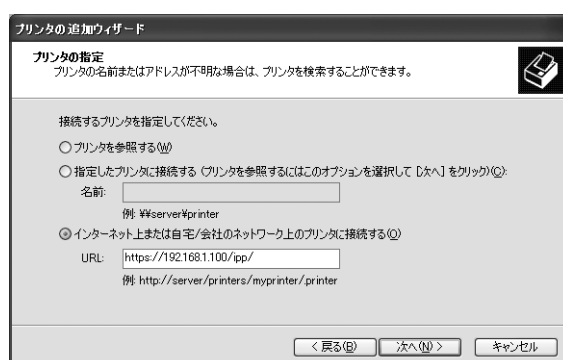 プリンタの追加ウィザード
プリンタの指定
プリンタの名前またはアドレスが不明な場合は、プリンタを検索することができます。
接続するプリンタを指定してください。
プリンタを参照する(W)
指定したプリンタに接続する (プリンタを参照するにはこのオプションを選択して [次へ] をクリック)(C):
名前:
例: ¥¥server¥printer
インターネット上または自宅/会社のネットワーク上のプリンタに接続する(O)
URL: https://192.168.1.100/ipp/
例: http://server/printers/myprinter/.printer
< 戻る(B) 次へ(N) > キャンセル